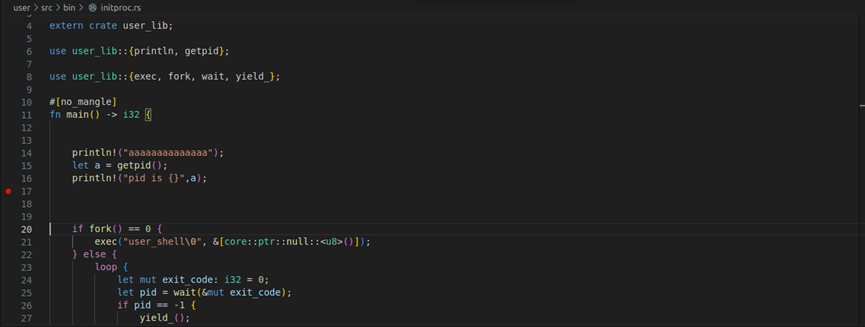 user > src > bin > initproc.rs
4 extern crate user_lib;
5
6 use user_lib::{println, getpid};
7
8 use user_lib::{exec, fork, wait, yield_};
9
10 #[no_mangle]
11 fn main() -> i32 {
12
13
14 println!("aaaaaaaaaaaaaa");
15 let a = getpid();
16 println!("pid is {}",a);
17
18
19
20 if fork() == 0 {
21 exec("user_shell\0", &[core::ptr::null::<u8>()]);
22 } else {
23 loop {
24 let mut exit_code: i32 = 0;
25 let pid = wait(&mut exit_code);
26 if pid == -1 {
27 yield_();